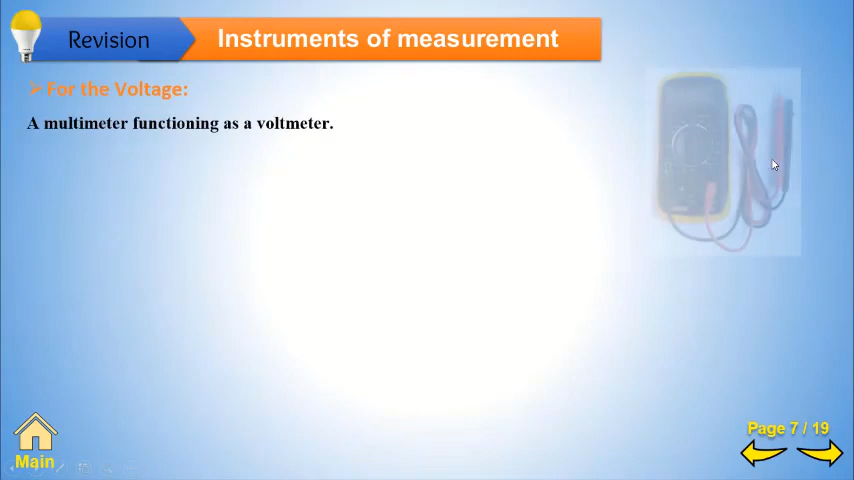 Revision
Instruments of measurement
For the Voltage:
A multimeter functioning as a voltmeter.
Page 7 / 19
Main